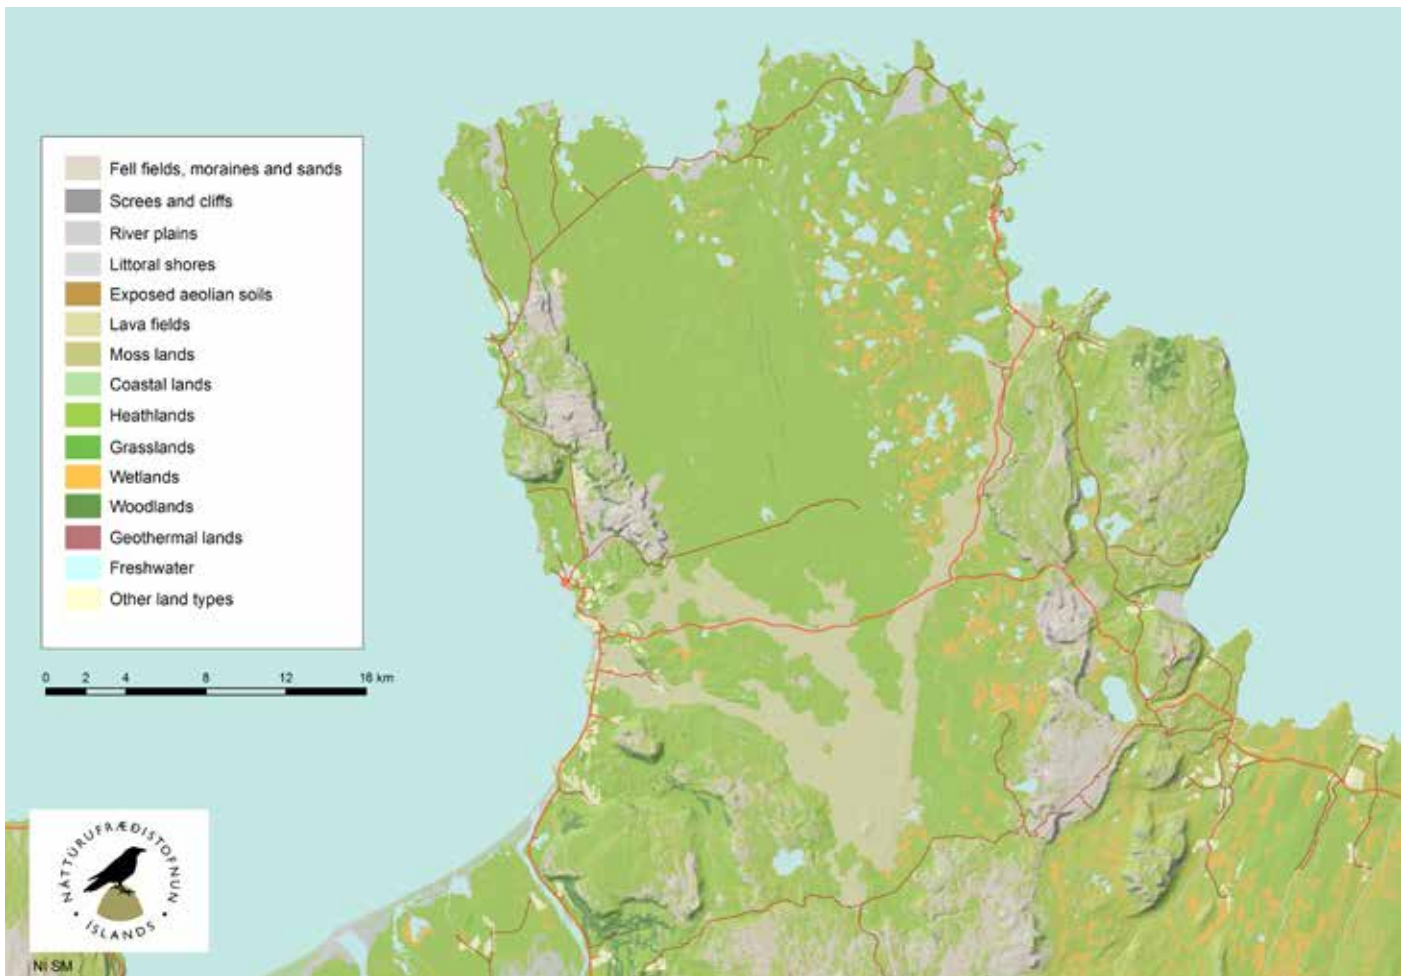 Fell fields, moraines and sands
Screes and cliffs
River plains
Littoral shores
Exposed aeolian soils
Lava fields
Moss lands
Coastal lands
Heathlands
Grasslands
Wetlands
Woodlands
Geothermal lands
Freshwater
Other land types
0 2 4 8 12 16 km
NÁTTÚRUFRÆÐISTOFNUN
ÍSLANDS
NI SM